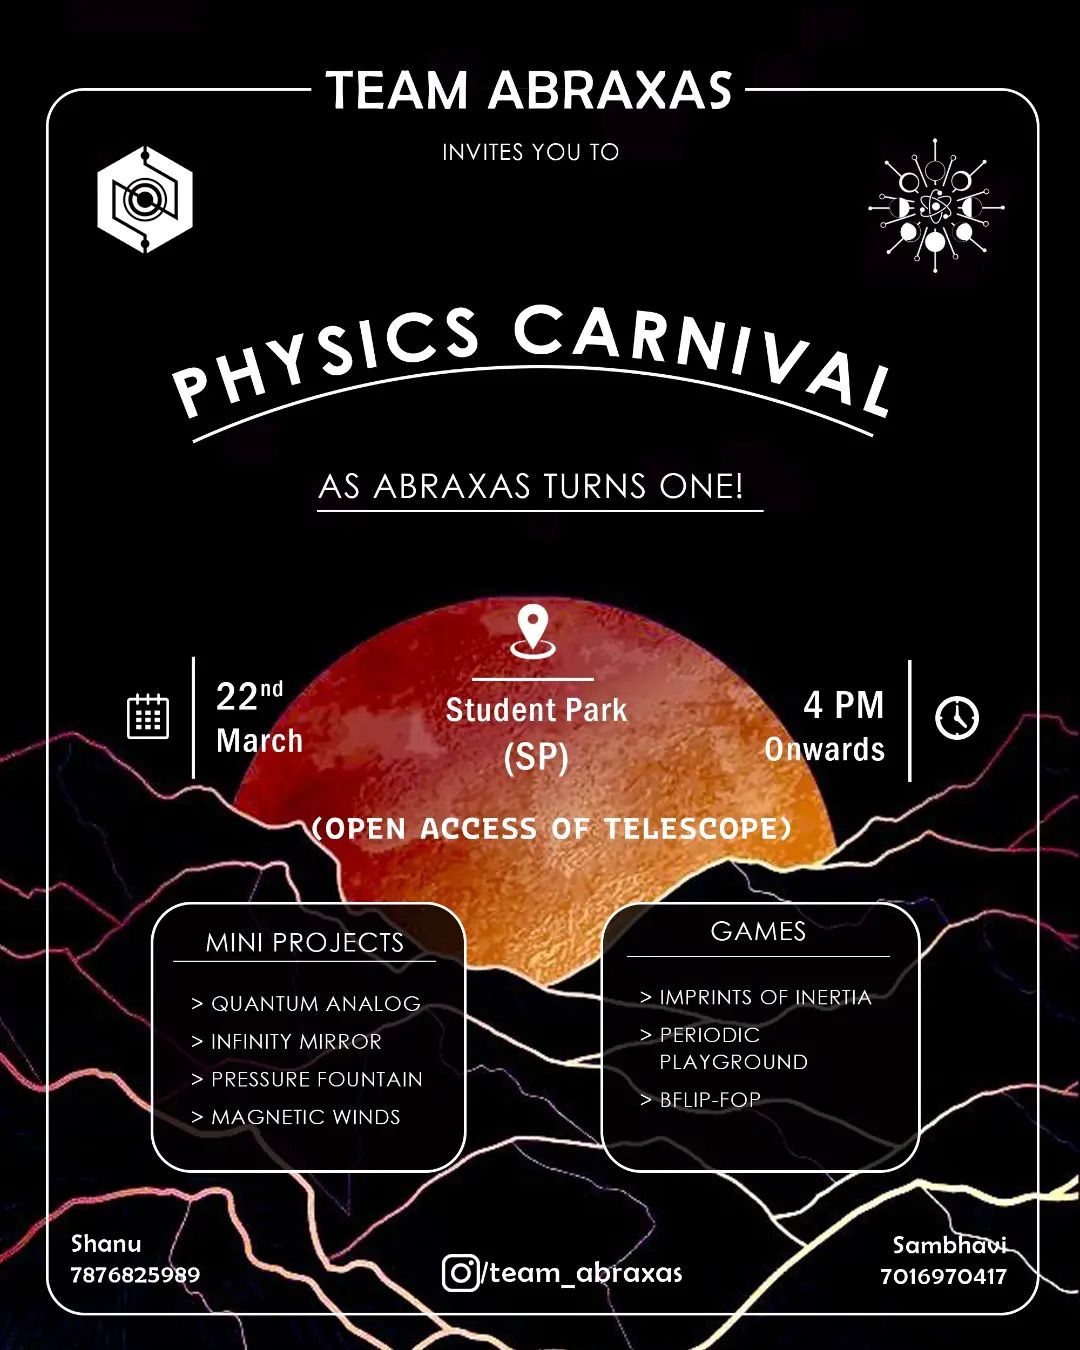 TEAM ABRAXAS
INVITES YOU TO
PHYSICS CARNIVAL
AS ABRAXAS TURNS ONE!
22nd
March
Student Park
(SP)
4 PM
Onwards
(OPEN ACCESS OF TELESCOPE)
MINI PROJECTS
> QUANTUM ANALOG
> INFINITY MIRROR
> PRESSURE FOUNTAIN
> MAGNETIC WINDS
GAMES
> IMPRINTS OF INERTIA
> PERIODIC
PLAYGROUND
> BFLIP-FOP
Shanu
7876825989
/team_abraxas
Sambhavi
7016970417